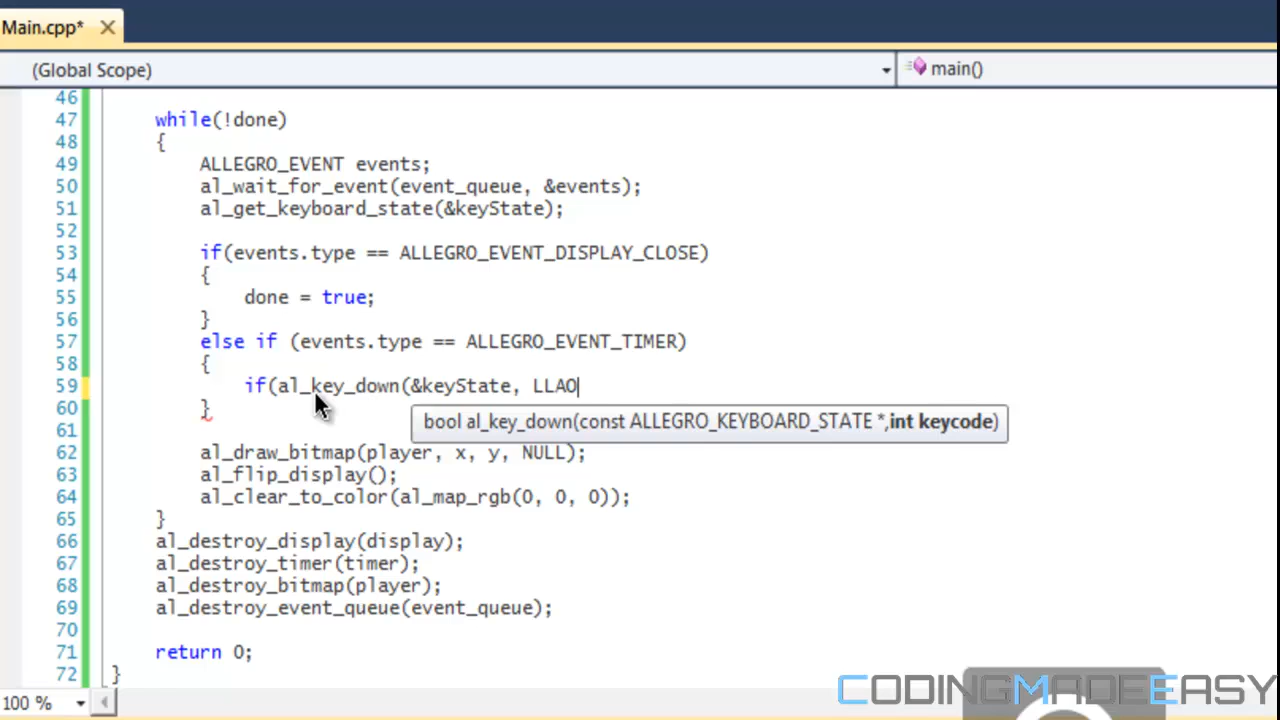 Main.cpp*
(Global Scope) main()
46
47 while(!done)
48 {
49 ALLEGRO_EVENT events;
50 al_wait_for_event(event_queue, &events);
51 al_get_keyboard_state(&keyState);
52
53 if(events.type == ALLEGRO_EVENT_DISPLAY_CLOSE)
54 {
55 done = true;
56 }
57 else if (events.type == ALLEGRO_EVENT_TIMER)
58 {
59 if(al_key_down(&keyState, LLAO
60 }
bool al_key_down(const ALLEGRO_KEYBOARD_STATE *,int keycode)
61
62 al_draw_bitmap(player, x, y, NULL);
63 al_flip_display();
64 al_clear_to_color(al_map_rgb(0, 0, 0));
65 }
66 al_destroy_display(display);
67 al_destroy_timer(timer);
68 al_destroy_bitmap(player);
69 al_destroy_event_queue(event_queue);
70
71 return 0;
72 }
100 %
CODINGMADEEASY